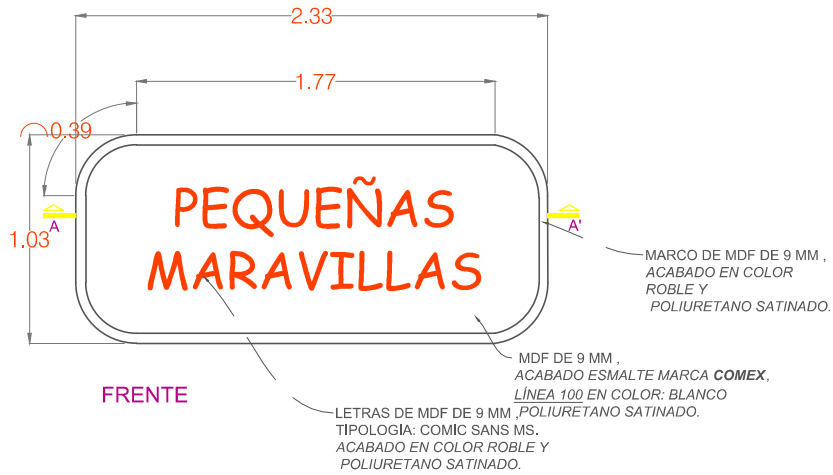 2.33
1.77
0.39
1.03
A
A'
PEQUEÑAS
MARAVILLAS
MARCO DE MDF DE 9 MM ,
ACABADO EN COLOR
ROBLE Y
POLIURETANO SATINADO.
MDF DE 9 MM ,
ACABADO ESMALTE MARCA COMEX,
LÍNEA 100 EN COLOR: BLANCO
POLIURETANO SATINADO.
FRENTE
LETRAS DE MDF DE 9 MM ,
TIPOLOGIA: COMIC SANS MS.
ACABADO EN COLOR ROBLE Y
POLIURETANO SATINADO.